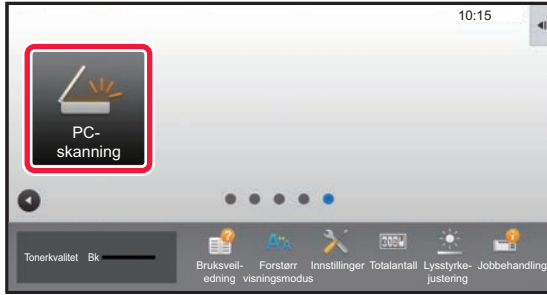 10:15
PC-
skanning
Tonerkvalitet Bk
Bruksveil-
edning
Forstørr
visningsmodus
Innstillinger
Totalantall
Lysstyrke-
justering
Jobbehandling